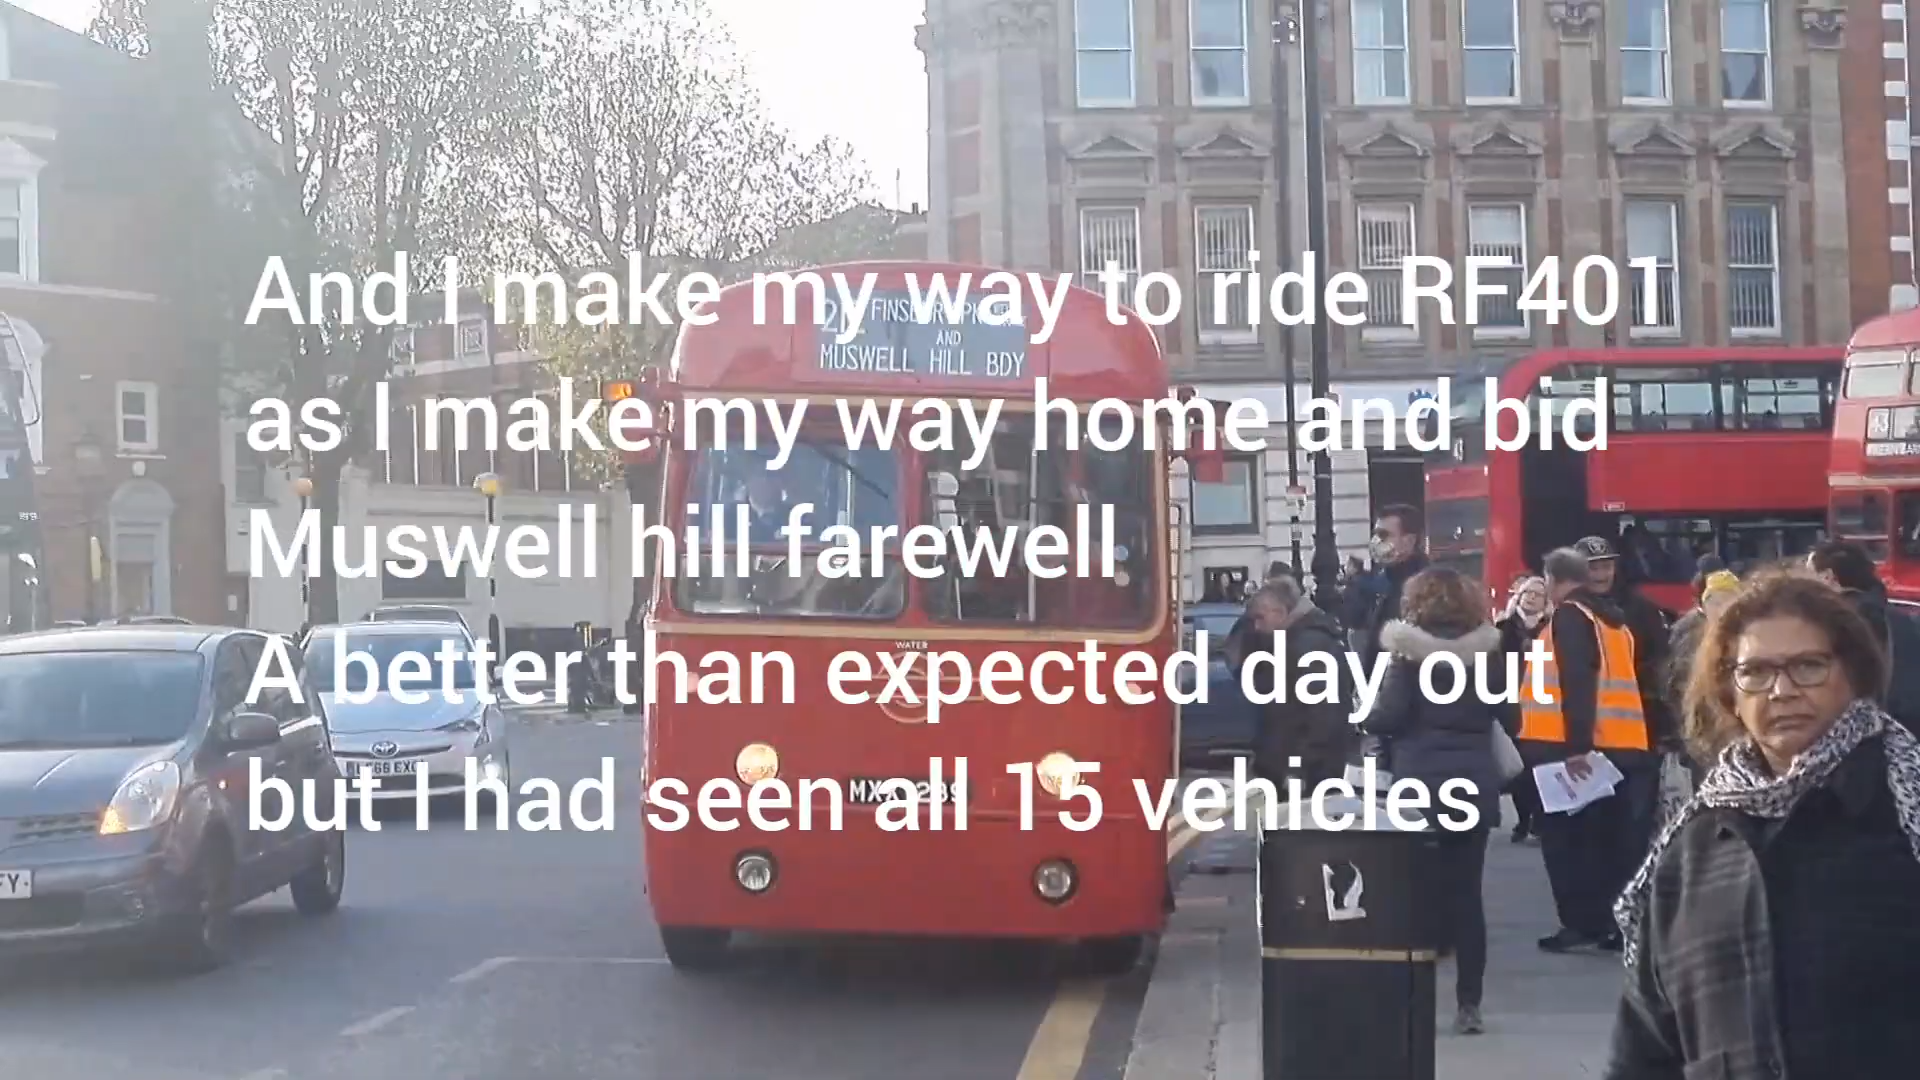 And I make my way to ride RF401
as I make my way home and bid
Muswell hill farewell
A better than expected day out
but I had seen all 15 vehicles
AND
MUSWELL HILL BDY
WATER